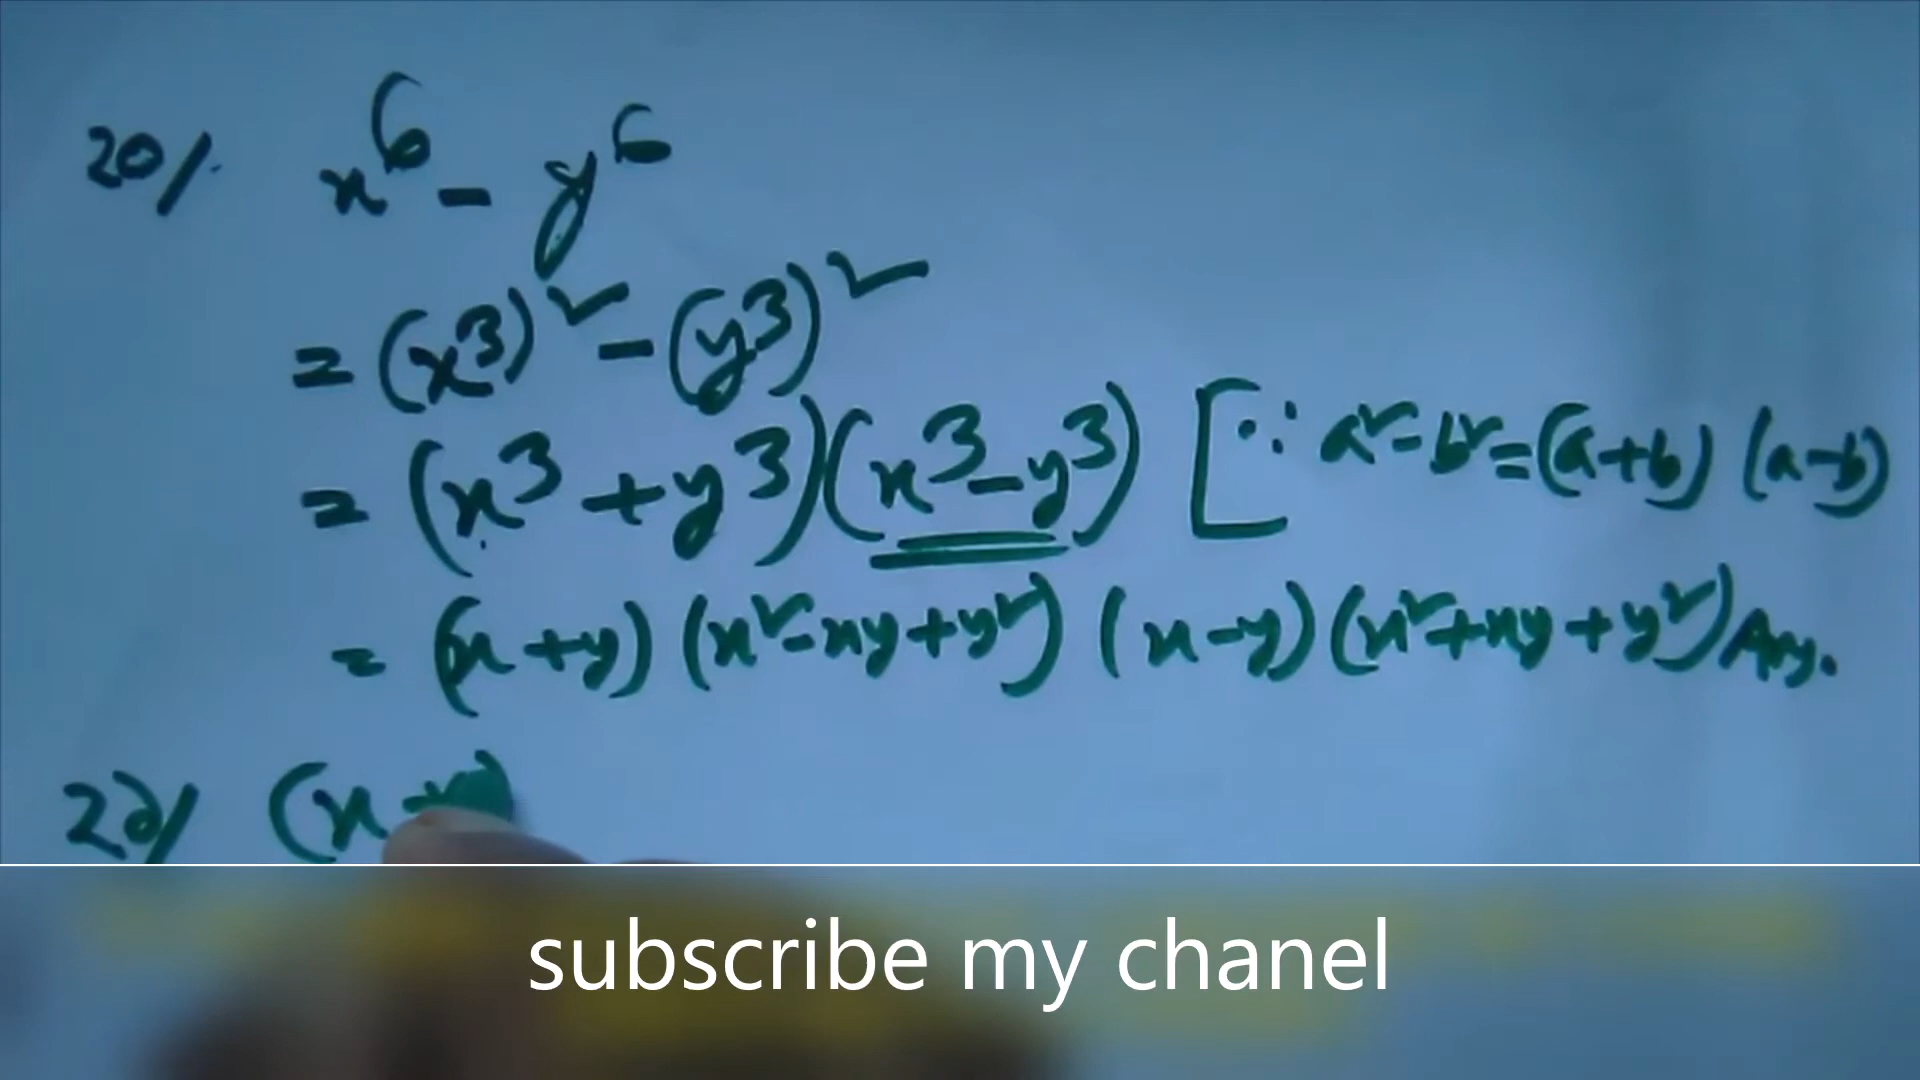 20/. x⁶ - y⁶
= (x³)² - (y³)²
= (x³ + y³)(x³ - y³) [∵ a² - b² = (a+b) (a-b)
= (x + y) (x² - xy + y²) (x - y) (x² + xy + y²) Ans.
(x
subscribe my chanel